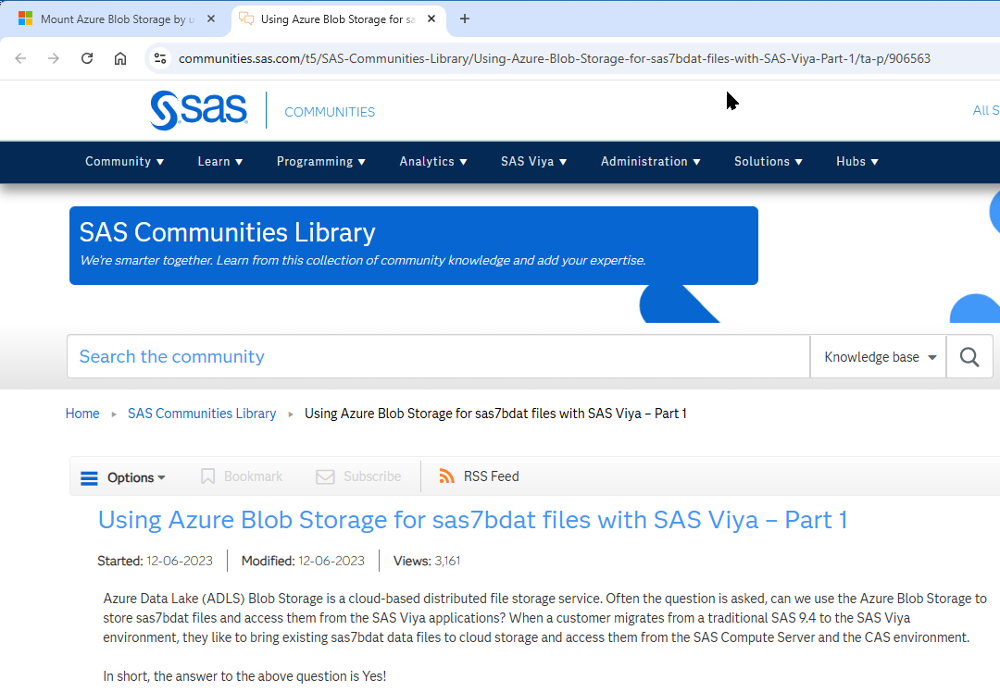 Mount Azure Blob Storage by u
Using Azure Blob Storage for sa
communities.sas.com/t5/SAS-Communities-Library/Using-Azure-Blob-Storage-for-sas7bdat-files-with-SAS-Viya-Part-1/ta-p/906563
sas COMMUNITIES
All S
Community Learn Programming Analytics SAS Viya Administration Solutions Hubs
SAS Communities Library
We're smarter together. Learn from this collection of community knowledge and add your expertise.
Search the community Knowledge base
Home SAS Communities Library Using Azure Blob Storage for sas7bdat files with SAS Viya – Part 1
Options Bookmark Subscribe RSS Feed
Using Azure Blob Storage for sas7bdat files with SAS Viya – Part 1
Started: 12-06-2023 Modified: 12-06-2023 Views: 3,161
Azure Data Lake (ADLS) Blob Storage is a cloud-based distributed file storage service. Often the question is asked, can we use the Azure Blob Storage to
store sas7bdat files and access them from the SAS Viya applications? When a customer migrates from a traditional SAS 9.4 to the SAS Viya
environment, they like to bring existing sas7bdat data files to cloud storage and access them from the SAS Compute Server and the CAS environment.
In short, the answer to the above question is Yes!